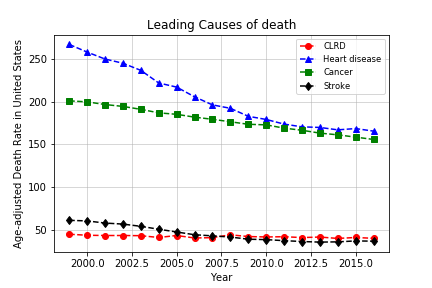 Leading Causes of death
CLRD
Heart disease
Cancer
Stroke
Age-adjusted Death Rate in United States
250
200
150
100
50
2000.0 2002.5 2005.0 2007.5 2010.0 2012.5 2015.0
Year